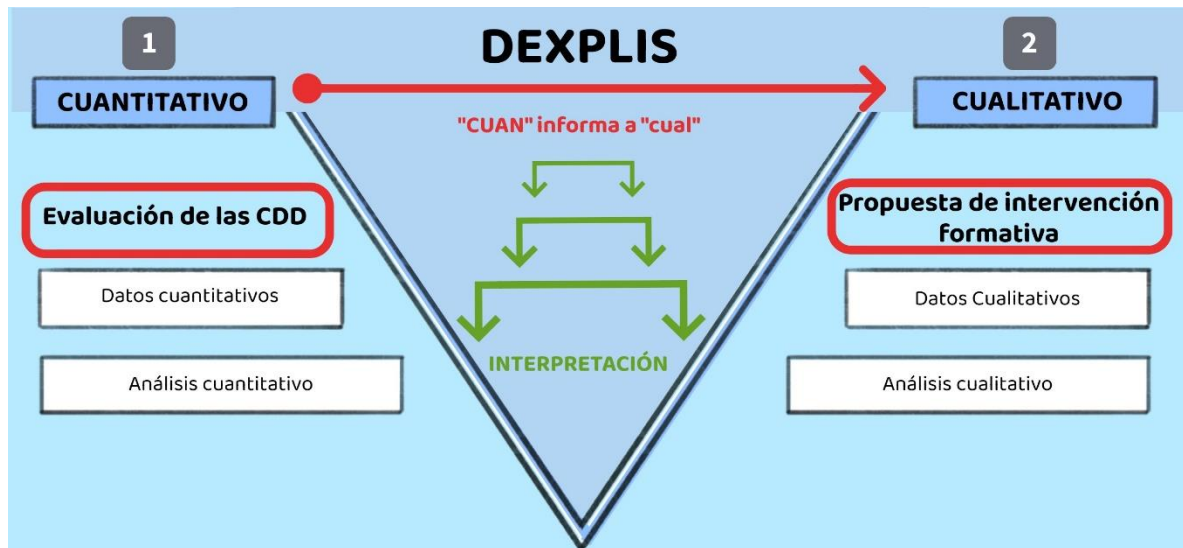 1
DEXPLIS
2
CUANTITATIVO
CUALITATIVO
"CUAN" informa a "cual"
Evaluación de las CDD
Propuesta de intervención
formativa
Datos cuantitativos
Datos Cualitativos
INTERPRETACIÓN
Análisis cuantitativo
Análisis cualitativo